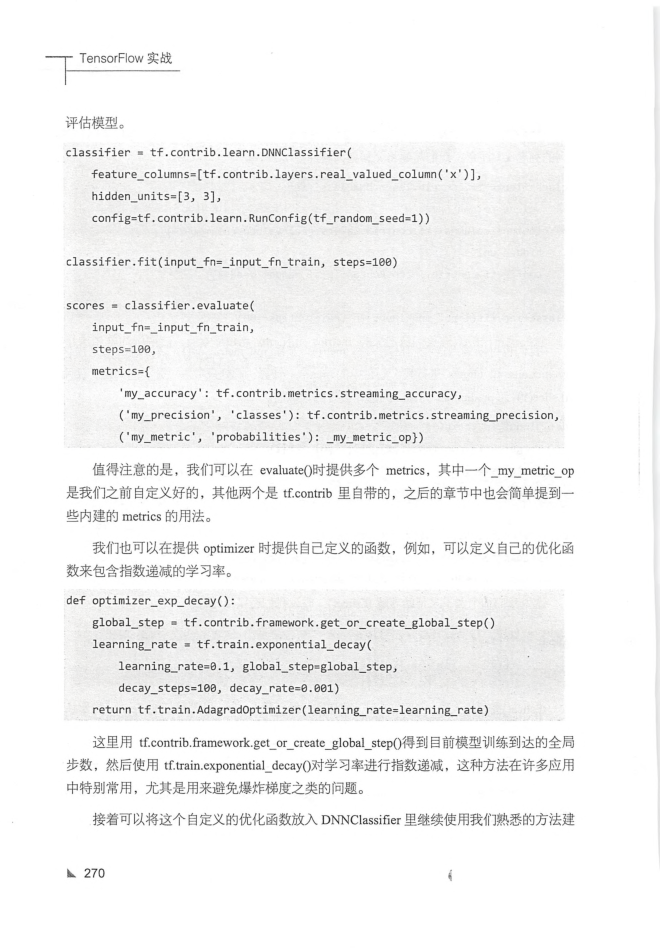 TensorFlow 实战
评估模型。
classifier = tf.contrib.learn.DNNClassifier(
    feature_columns=[tf.contrib.layers.real_valued_column('x')],
    hidden_units=[3, 3],
    config=tf.contrib.learn.RunConfig(tf_random_seed=1))
classifier.fit(input_fn=_input_fn_train, steps=100)
scores = classifier.evaluate(
    input_fn=_input_fn_train,
    steps=100,
    metrics={
        'my_accuracy': tf.contrib.metrics.streaming_accuracy,
        ('my_precision', 'classes'): tf.contrib.metrics.streaming_precision,
        ('my_metric', 'probabilities'): _my_metric_op})
值得注意的是，我们可以在 evaluate()时提供多个 metrics，其中一个_my_metric_op
是我们之前自定义好的，其他两个是 tf.contrib 里自带的，之后的章节中也会简单提到一
些内建的 metrics 的用法。
我们也可以在提供 optimizer 时提供自己定义的函数，例如，可以定义自己的优化函
数来包含指数递减的学习率。
def optimizer_exp_decay():
    global_step = tf.contrib.framework.get_or_create_global_step()
    learning_rate = tf.train.exponential_decay(
        learning_rate=0.1, global_step=global_step,
        decay_steps=100, decay_rate=0.001)
    return tf.train.AdagradOptimizer(learning_rate=learning_rate)
这里用 tf.contrib.framework.get_or_create_global_step()得到目前模型训练到达的全局
步数，然后使用 tf.train.exponential_decay()对学习率进行指数递减，这种方法在许多应用
中特别常用，尤其是用来避免爆炸梯度之类的问题。
接着可以将这个自定义的优化函数放入 DNNClassifier 里继续使用我们熟悉的方法建
270